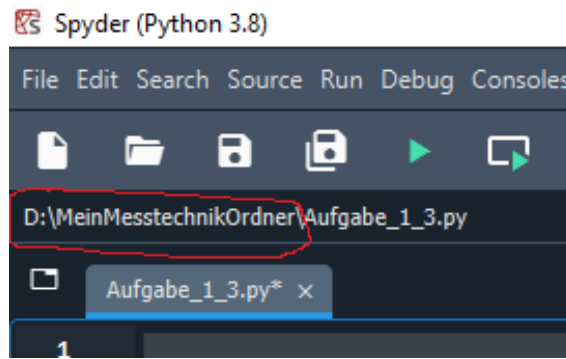 Spyder (Python 3.8)
File Edit Search Source Run Debug Consoles
D:\MeinMesstechnikOrdner\Aufgabe_1_3.py
Aufgabe_1_3.py* ×
1